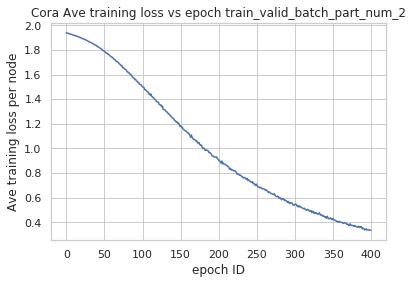 Cora Ave training loss vs epoch train_valid_batch_part_num_2
2.0
1.8
1.6
1.4
1.2
1.0
0.8
0.6
0.4
Ave training loss per node
0 50 100 150 200 250 300 350 400
epoch ID